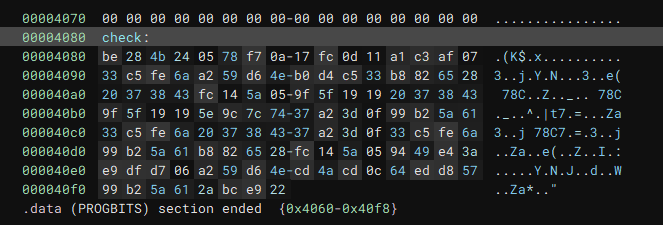 00004070  00 00 00 00 00 00 00 00-00 00 00 00 00 00 00 00  ................
00004080  check:
00004080  be 28 4b 24 05 78 f7 0a-17 fc 0d 11 a1 c3 af 07  .(K$.x..........
00004090  33 c5 fe 6a a2 59 d6 4e-b0 d4 c5 33 b8 82 65 28  3..j.Y.N...3..e(
000040a0  20 37 38 43 fc 14 5a 05-9f 5f 19 19 20 37 38 43   78C..Z.._.. 78C
000040b0  9f 5f 19 19 5e 9c 7c 74-37 a2 3d 0f 99 b2 5a 61  ._..^.|t7.=...Za
000040c0  33 c5 fe 6a 20 37 38 43-37 a2 3d 0f 33 c5 fe 6a  3..j 78C7.=.3..j
000040d0  99 b2 5a 61 b8 82 65 28-fc 14 5a 05 94 49 e4 3a  ..Za..e(..Z..I.:
000040e0  e9 df d7 06 a2 59 d6 4e-cd 4a cd 0c 64 ed d8 57  .....Y.N.J..d..W
000040f0  99 b2 5a 61 2a bc e9 22  ..Za*.."
.data (PROGBITS) section ended  {0x4060-0x40f8}